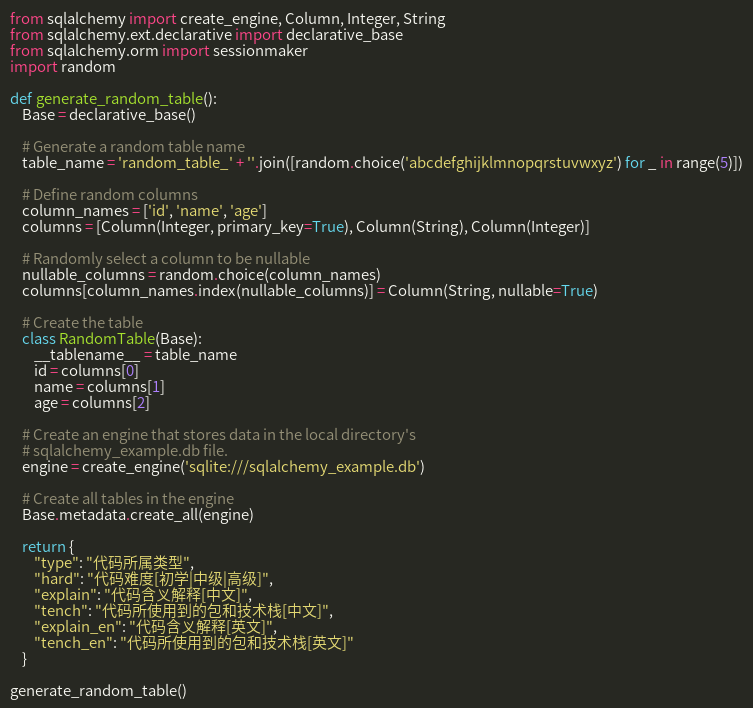 from sqlalchemy import create_engine, Column, Integer, String
from sqlalchemy.ext.declarative import declarative_base
from sqlalchemy.orm import sessionmaker
import random

def generate_random_table():
    Base = declarative_base()

    # Generate a random table name
    table_name = 'random_table_' + ''.join([random.choice('abcdefghijklmnopqrstuvwxyz') for _ in range(5)])

    # Define random columns
    column_names = ['id', 'name', 'age']
    columns = [Column(Integer, primary_key=True), Column(String), Column(Integer)]

    # Randomly select a column to be nullable
    nullable_columns = random.choice(column_names)
    columns[column_names.index(nullable_columns)] = Column(String, nullable=True)

    # Create the table
    class RandomTable(Base):
        __tablename__ = table_name
        id = columns[0]
        name = columns[1]
        age = columns[2]

    # Create an engine that stores data in the local directory's
    # sqlalchemy_example.db file.
    engine = create_engine('sqlite:///sqlalchemy_example.db')

    # Create all tables in the engine
    Base.metadata.create_all(engine)

    return {
        "type": "代码所属类型",
        "hard": "代码难度[初学|中级|高级]",
        "explain": "代码含义解释[中文]",
        "tench": "代码所使用到的包和技术栈[中文]",
        "explain_en": "代码含义解释[英文]",
        "tench_en": "代码所使用到的包和技术栈[英文]"
    }

generate_random_table()